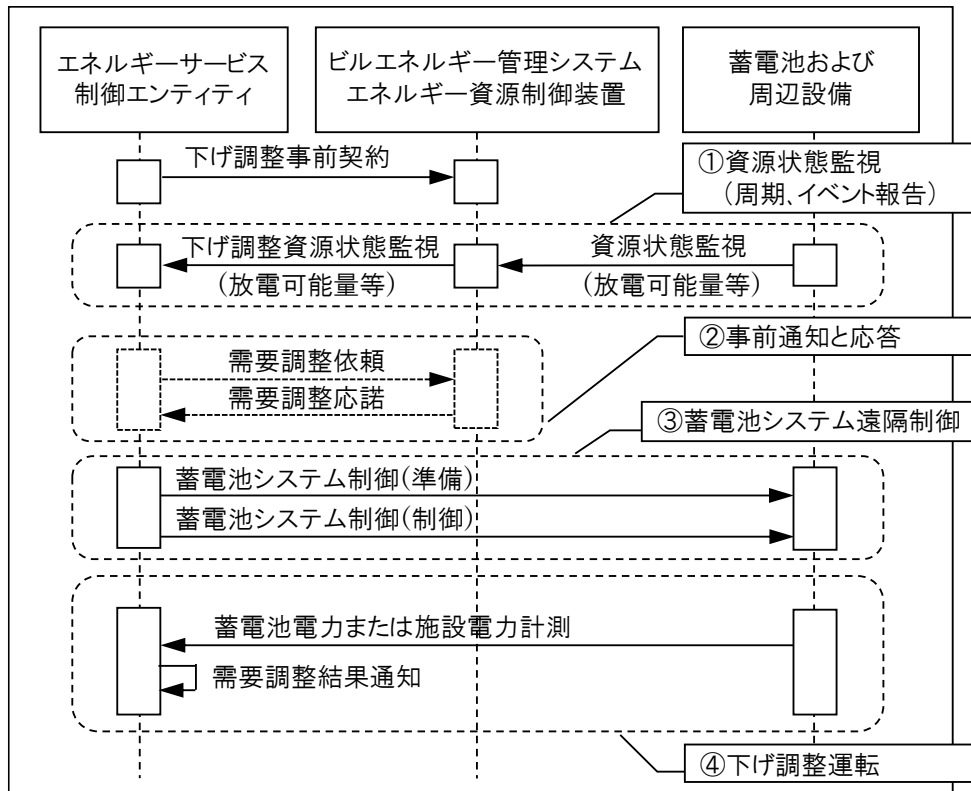 エネルギーサービス
制御エンティティ
ビルエネルギー管理システム
エネルギー資源制御装置
蓄電池および
周辺設備
下げ調整事前契約
①資源状態監視
（周期、イベント報告）
下げ調整資源状態監視
(放電可能量等)
資源状態監視
(放電可能量等)
②事前通知と応答
需要調整依頼
需要調整応諾
③蓄電池システム遠隔制御
蓄電池システム制御(準備)
蓄電池システム制御(制御)
蓄電池電力または施設電力計測
需要調整結果通知
④下げ調整運転